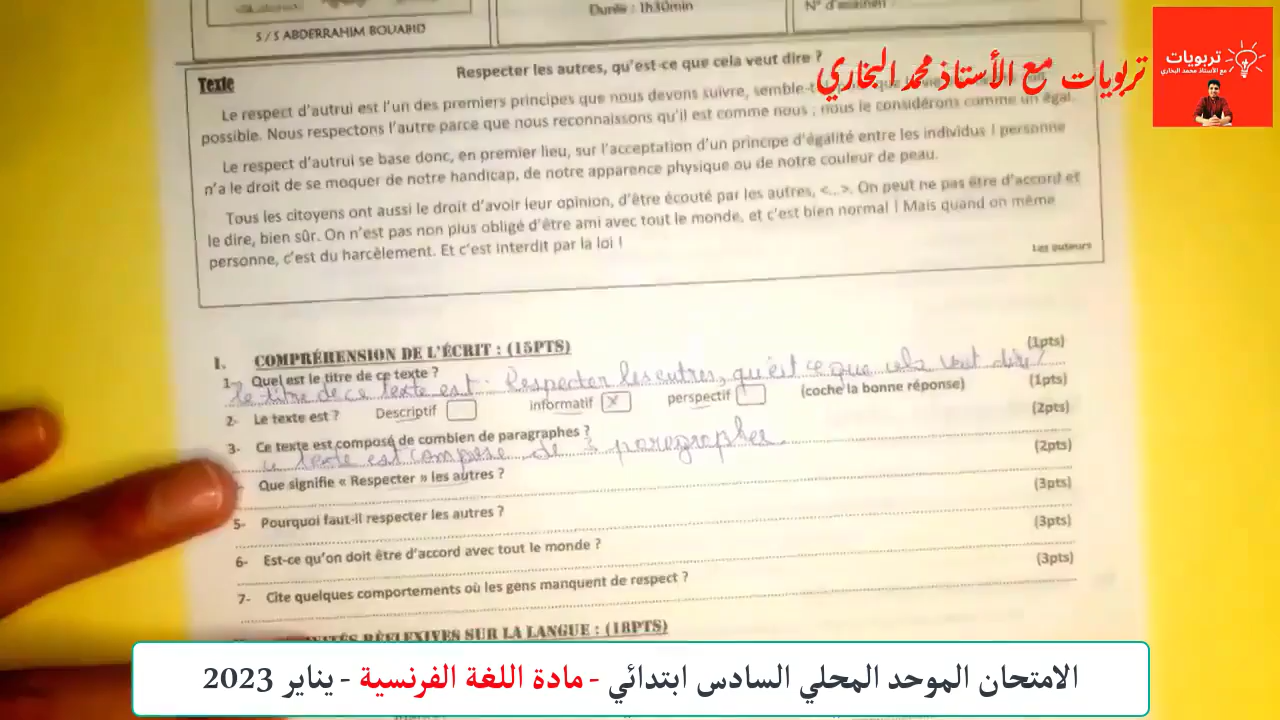 Durée : 1h30min
N° d'examen :
S / S ABDERRAHIM BOUABID
تربويات
مع الأستاذ محمد البخاري
تربويات مع الأستاذ محمد البخاري
Texte
Respecter les autres, qu'est-ce que cela veut dire ?
Le respect d'autrui est l'un des premiers principes que nous devons suivre, semble-t- que
possible. Nous respectons l'autre parce que nous reconnaissons qu'il est comme nous ; nous le considérons comme un égal.
Le respect d'autrui se base donc, en premier lieu, sur l'acceptation d'un principe d'égalité entre les individus ! personne
n'a le droit de se moquer de notre handicap, de notre apparence physique ou de notre couleur de peau.
Tous les citoyens ont aussi le droit d'avoir leur opinion, d'être écouté par les autres, <...>. On peut ne pas être d'accord et
le dire, bien sûr. On n'est pas non plus obligé d'être ami avec tout le monde, et c'est bien normal ! Mais quand on même
personne, c'est du harcèlement. Et c'est interdit par la loi !
Les auteurs
I. COMPRÉHENSION DE L'ÉCRIT : (15PTS)
1- Quel est le titre de ce texte ? (1pts)
le titre de ce texte est : Respecter les autres, qu'est ce que cela veut dire ?
2- Le texte est ? Descriptif informatif x perspectif (coche la bonne réponse) (1pts)
3- Ce texte est composé de combien de paragraphes ? (2pts)
ce texte est composé de 3 paragraphes.
Que signifie « Respecter » les autres ? (2pts)
5- Pourquoi faut-il respecter les autres ? (3pts)
6- Est-ce qu'on doit être d'accord avec tout le monde ? (3pts)
7- Cite quelques comportements où les gens manquent de respect ? (3pts)
RÉFLEXIVES SUR LA LANGUE : (18PTS)
الامتحان الموحد المحلي السادس ابتدائي - مادة اللغة الفرنسية - يناير 2023